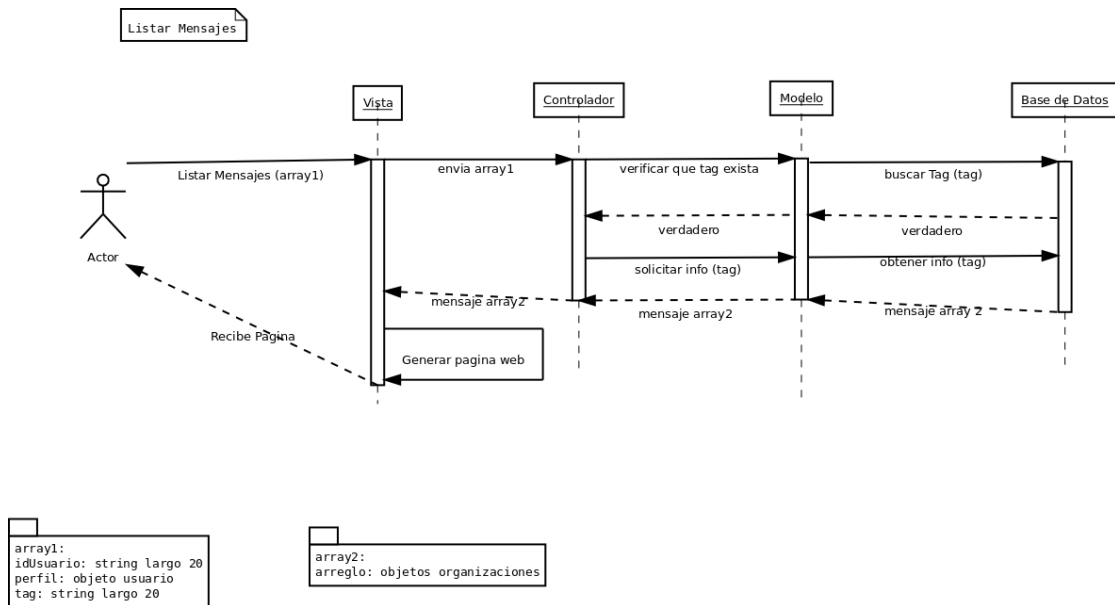 Listar Mensajes
Vista
Controlador
Modelo
Base de Datos
Listar Mensajes (array1)
envia array1
verificar que tag exista
buscar Tag (tag)
verdadero
verdadero
Actor
solicitar info (tag)
obtener info (tag)
mensaje array2
mensaje array2
mensaje array 2
Recibe Pagina
Generar pagina web
array1:
idUsuario: string largo 20
perfil: objeto usuario
tag: string largo 20
array2:
arreglo: objetos organizaciones